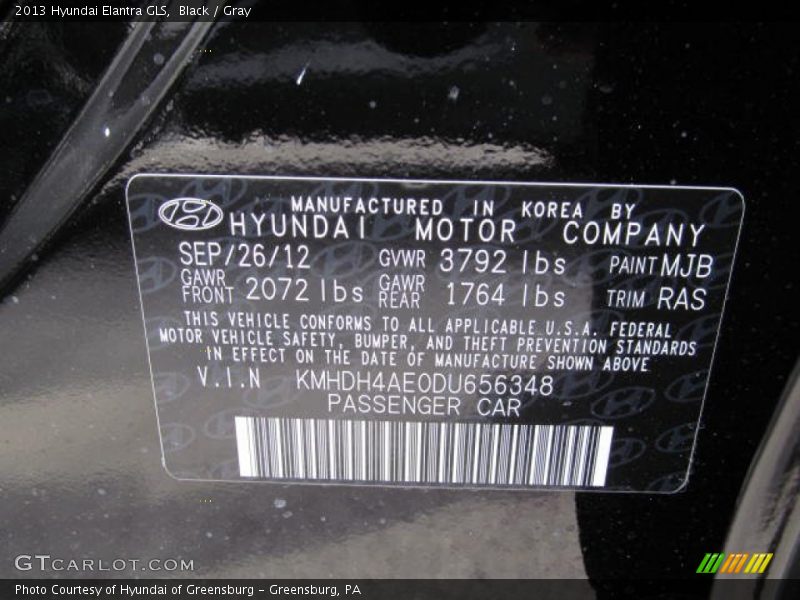 2013 Hyundai Elantra GLS, Black / Gray
MANUFACTURED IN KOREA BY
HYUNDAI MOTOR COMPANY
SEP/26/12 GVWR 3792 lbs PAINT MJB
GAWR FRONT 2072 lbs GAWR REAR 1764 lbs TRIM RAS
THIS VEHICLE CONFORMS TO ALL APPLICABLE U.S.A. FEDERAL
MOTOR VEHICLE SAFETY, BUMPER, AND THEFT PREVENTION STANDARDS
IN EFFECT ON THE DATE OF MANUFACTURE SHOWN ABOVE
V.I.N KMHDH4AE0DU656348
PASSENGER CAR
GTCARLOT.COM
Photo Courtesy of Hyundai of Greensburg - Greensburg, PA